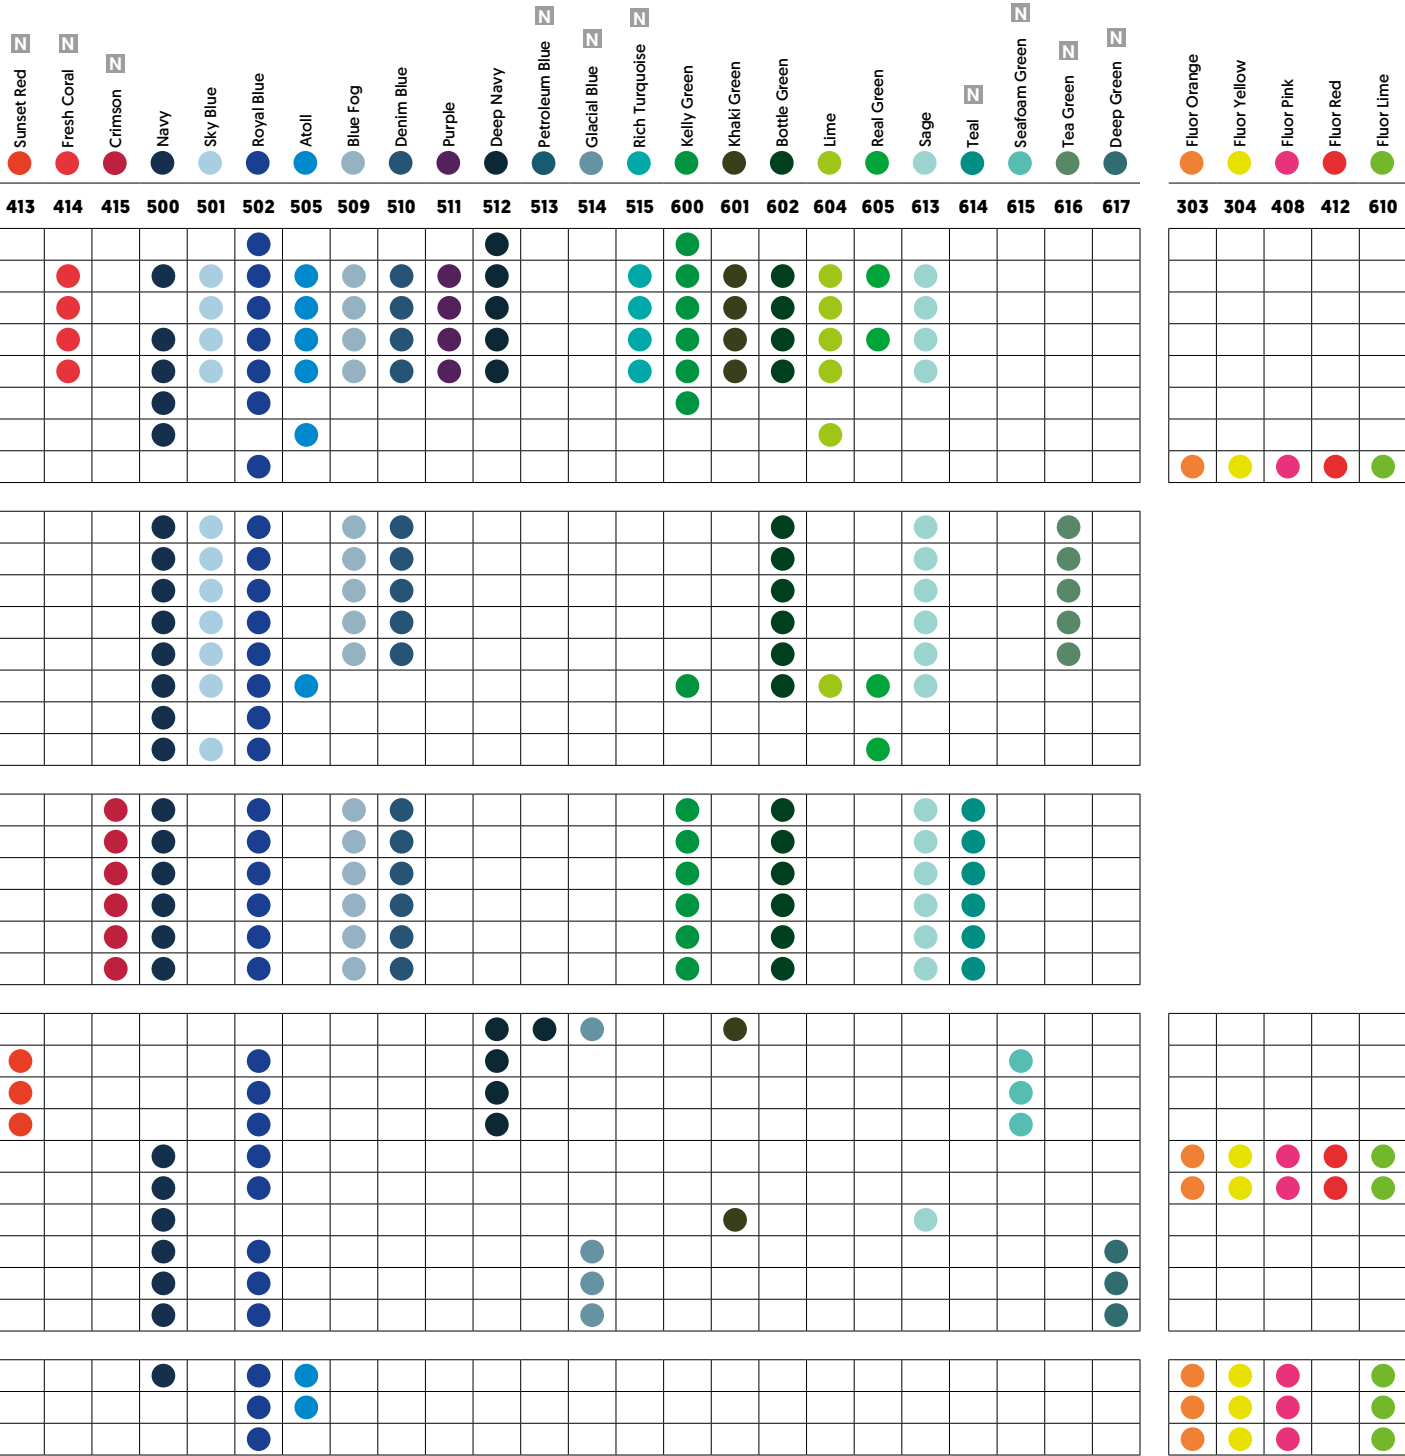 N Sunset Red
N Fresh Coral
N Crimson
Navy
Sky Blue
Royal Blue
Atoll
Blue Fog
Denim Blue
Purple
Deep Navy
N Petroleum Blue
N Glacial Blue
N Rich Turquoise
Kelly Green
Khaki Green
Bottle Green
Lime
Real Green
Sage
N Teal
N Seafoam Green
N Tea Green
N Deep Green
Fluor Orange
Fluor Yellow
Fluor Pink
Fluor Red
Fluor Lime
413 414 415 500 501 502 505 509 510 511 512 513 514 515 600 601 602 604 605 613 614 615 616 617 303 304 408 412 610